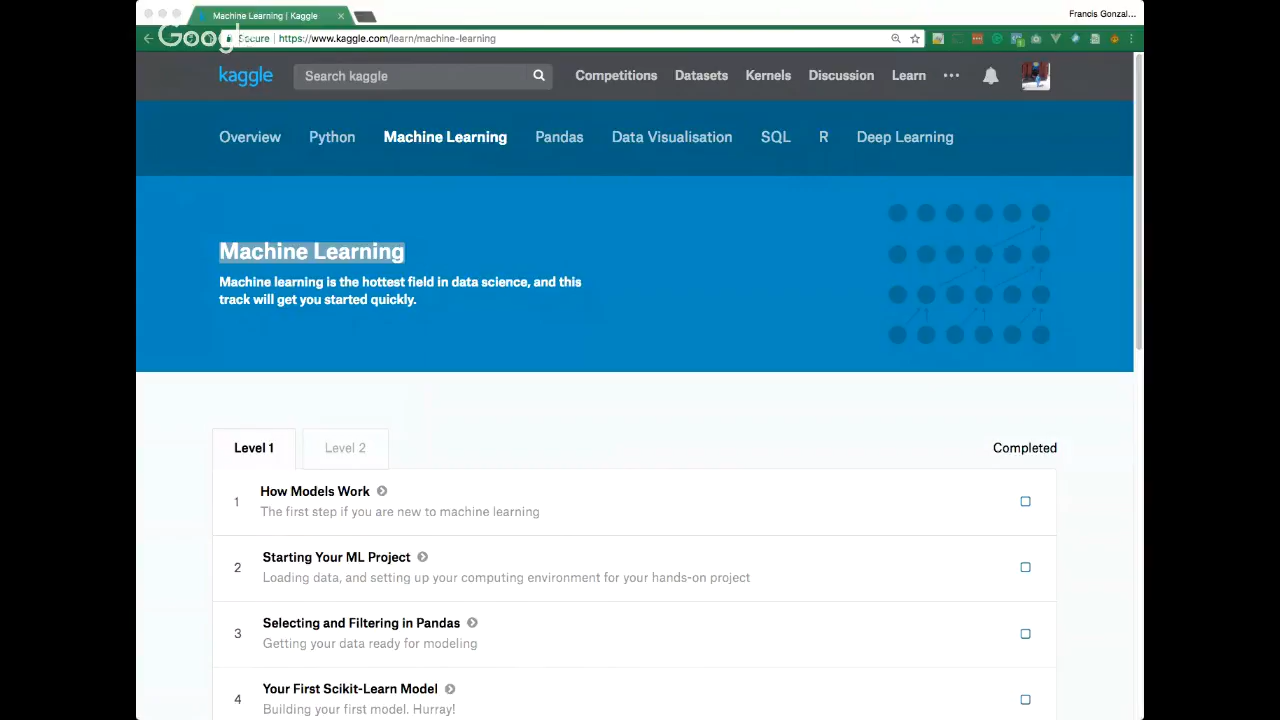 Machine Learning | Kaggle
Francis Gonzal...
Secure https://www.kaggle.com/learn/machine-learning
kaggle Search kaggle Competitions Datasets Kernels Discussion Learn
Overview Python Machine Learning Pandas Data Visualisation SQL R Deep Learning
Machine Learning
Machine learning is the hottest field in data science, and this
track will get you started quickly.
Level 1 Level 2 Completed
1 How Models Work
The first step if you are new to machine learning
2 Starting Your ML Project
Loading data, and setting up your computing environment for your hands-on project
3 Selecting and Filtering in Pandas
Getting your data ready for modeling
4 Your First Scikit-Learn Model
Building your first model. Hurray!